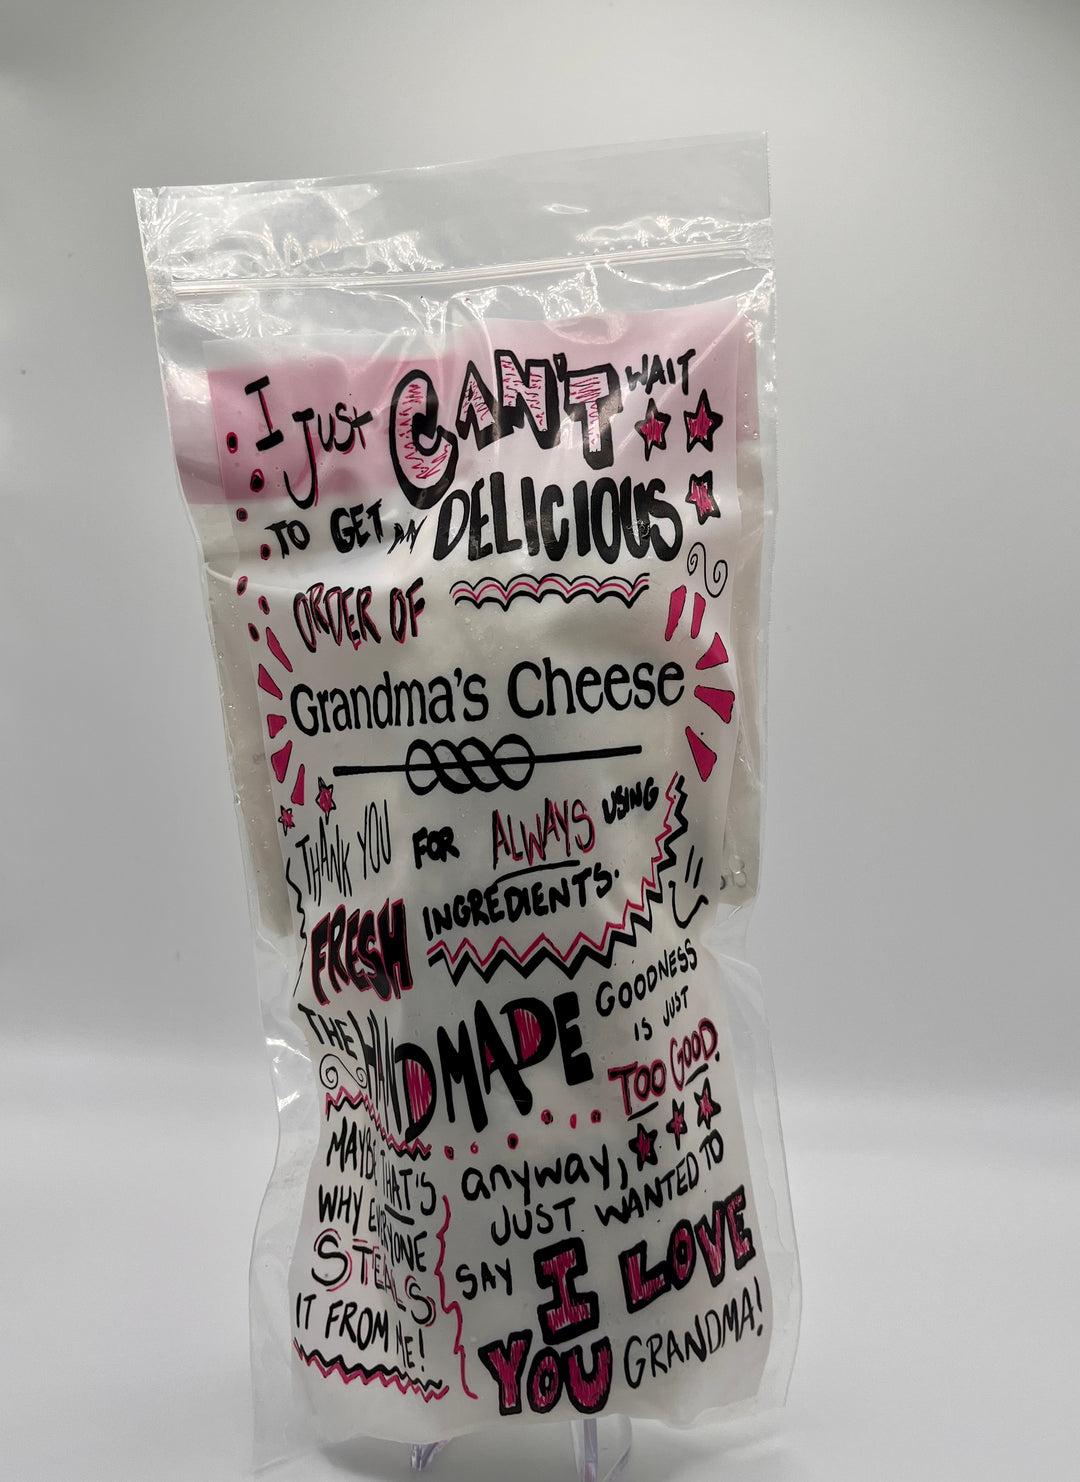 I JUST CAN'T WAIT
TO GET AN DELICIOUS
ORDER OF
Grandma's Cheese
THANK YOU FOR ALWAYS USING
FRESH INGREDIENTS.
THE HANDMADE GOODNESS
IS JUST
TOO GOOD.
MAYBE THAT'S
WHY EVERYONE
STEALS
IT FROM ME!
anyway,
JUST WANTED TO
SAY I LOVE
YOU GRANDMA!